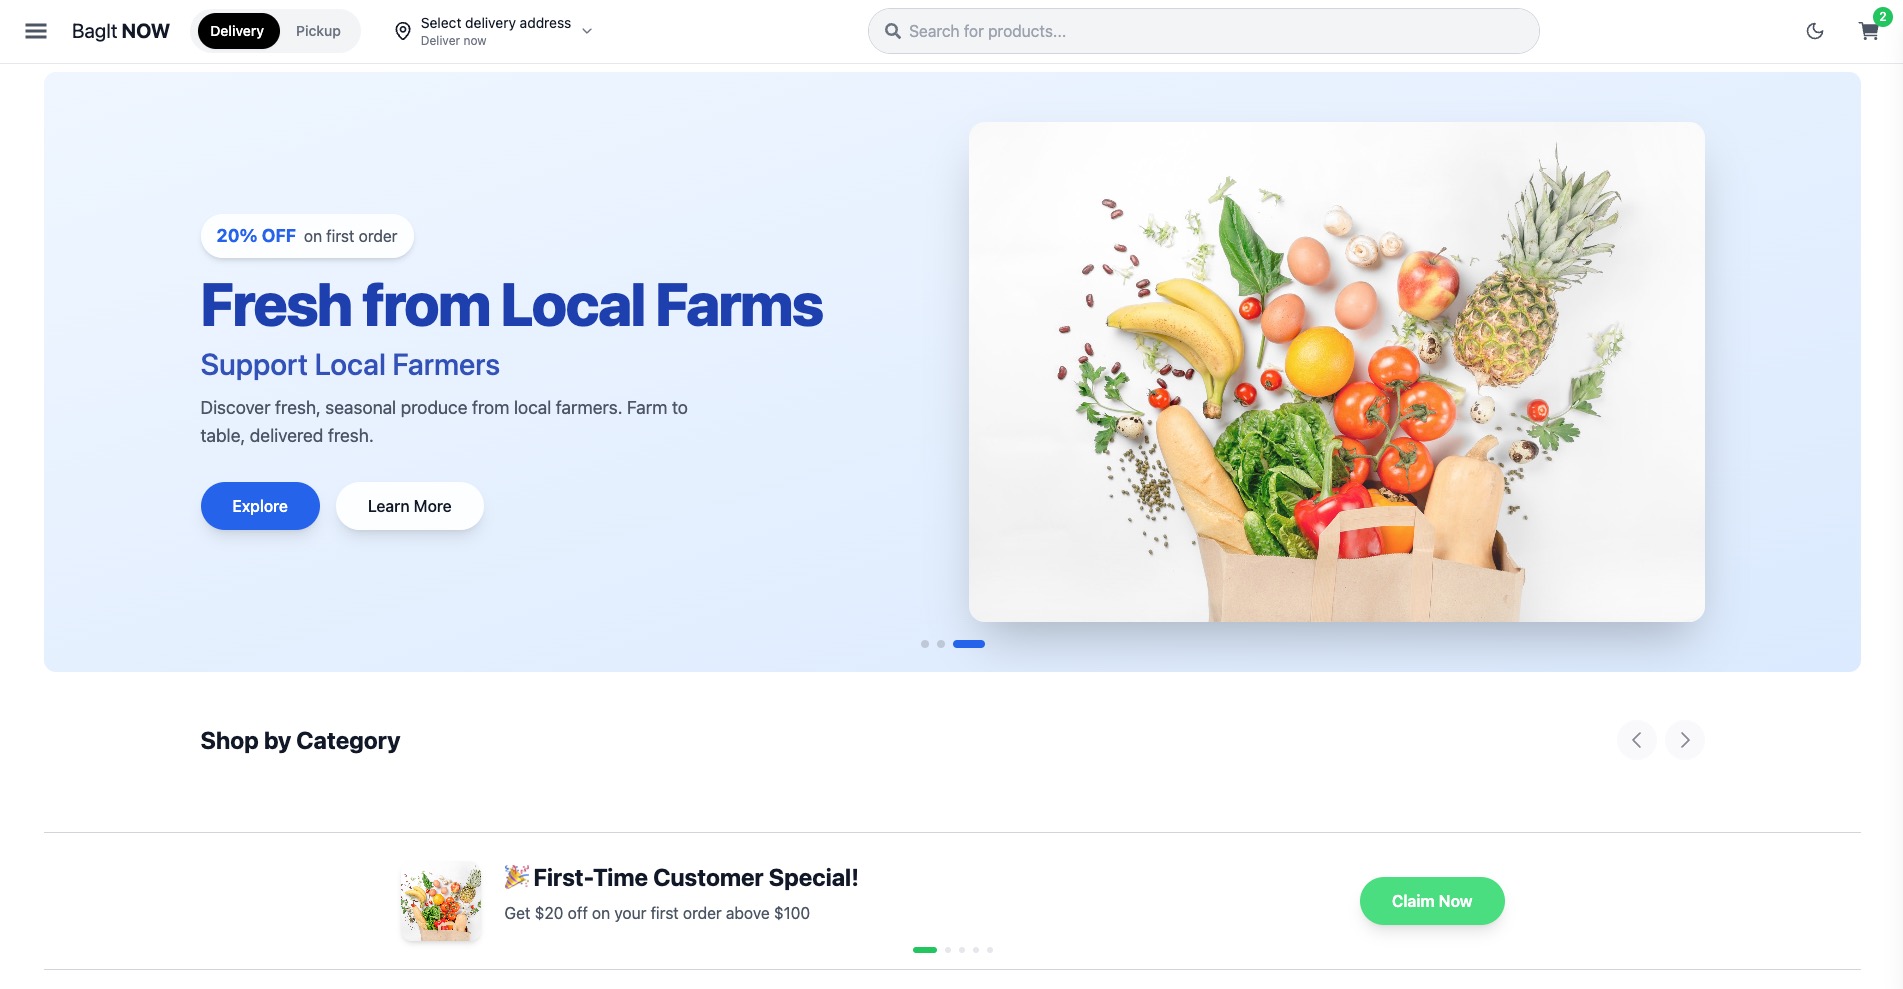 BagIt NOW
Delivery
Pickup
Select delivery address
Deliver now
Search for products...
2
20% OFF on first order
Fresh from Local Farms
Support Local Farmers
Discover fresh, seasonal produce from local farmers. Farm to
table, delivered fresh.
Explore
Learn More
Shop by Category
🎉 First-Time Customer Special!
Get $20 off on your first order above $100
Claim Now